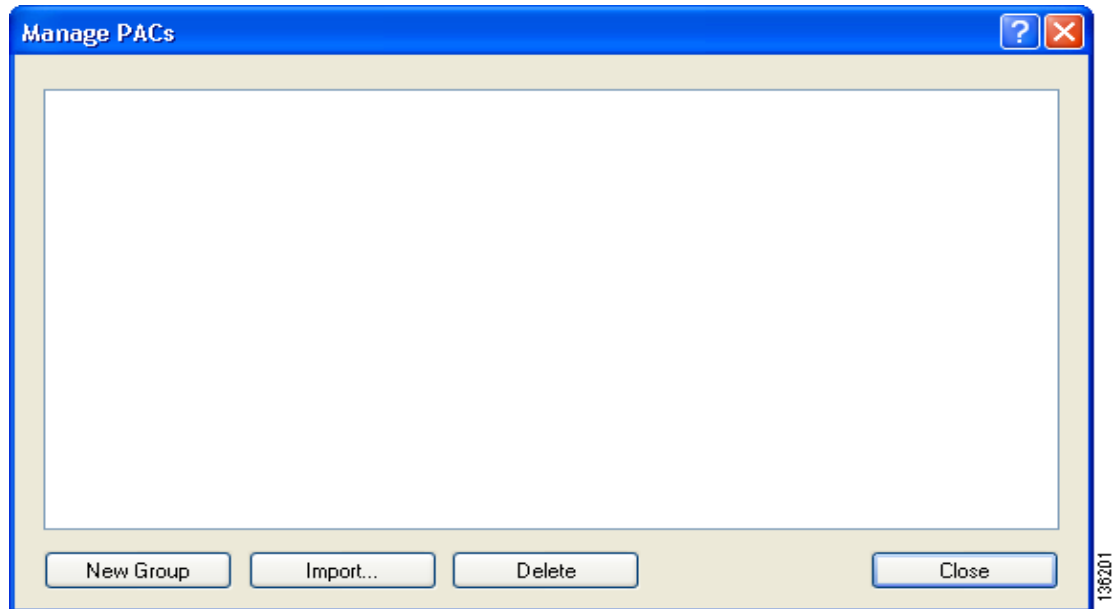 Manage PACs
?
New Group
Import...
Delete
Close
136201